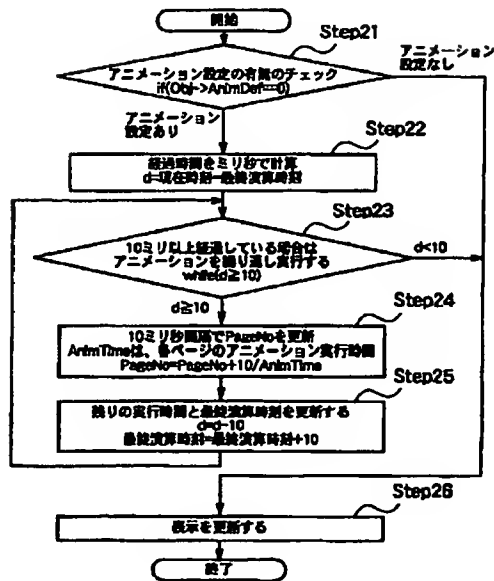 開始
Step21
アニメーション設定の有無のチェック
if(Obj->AnimDef==0)
アニメーション
設定なし
アニメーション
設定あり
Step22
経過時間をミリ秒で計算
d=現在時刻-最終演算時刻
Step23
10ミリ以上経過している場合は
アニメーションを繰り返し実行する
while(d≧10)
d<10
d≧10
Step24
10ミリ秒間隔でPageNoを更新
AnimTimeは、各ページのアニメーション実行時間
PageNo=PageNo+10/AnimTime
Step25
残りの実行時間と最終演算時刻を更新する
d=d-10
最終演算時刻=最終演算時刻+10
Step26
表示を更新する
終了